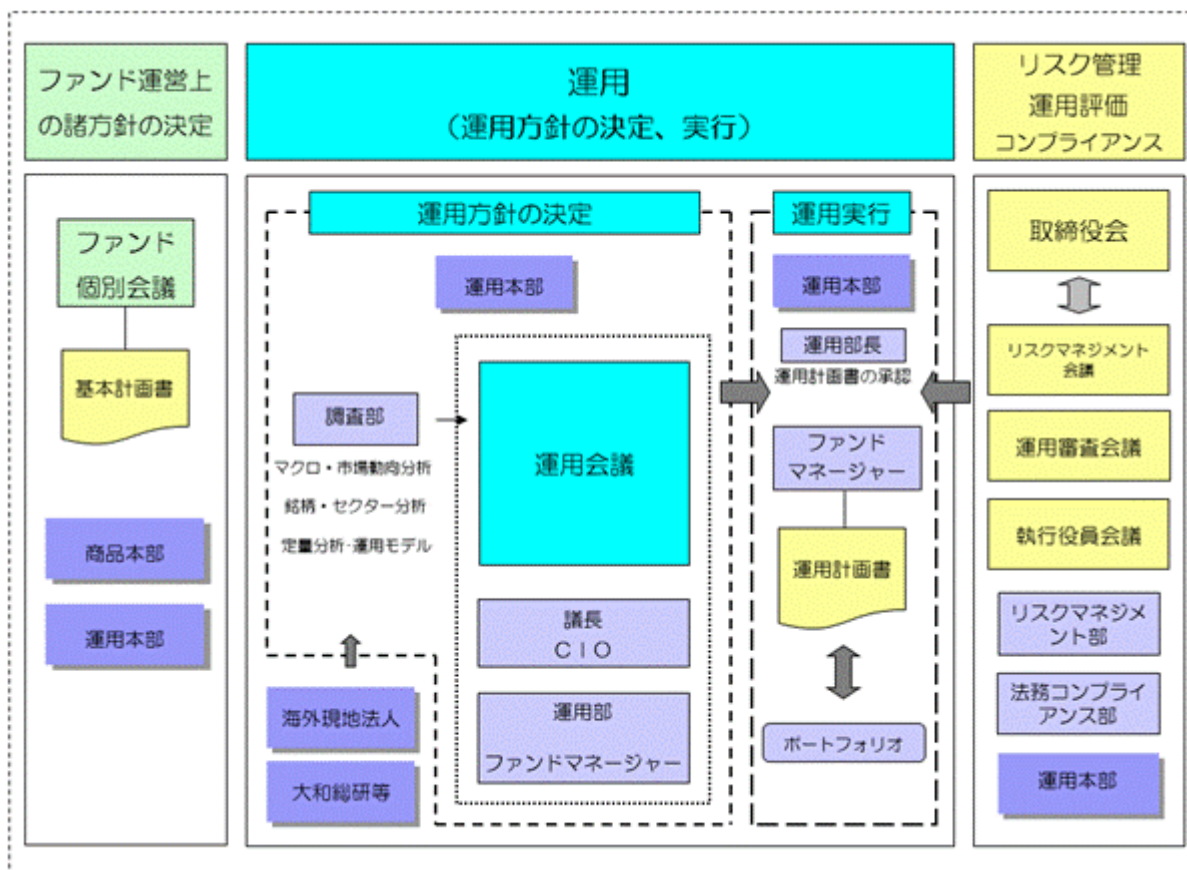 ファンド運営上
の諸方針の決定
運用
（運用方針の決定、実行）
リスク管理
運用評価
コンプライアンス
ファンド
個別会議
基本計画書
商品本部
運用本部
運用方針の決定
運用本部
調査部
マクロ・市場動向分析
銘柄・セクター分析
定量分析・運用モデル
海外現地法人
大和総研等
運用会議
議長
ＣＩＯ
運用部
ファンドマネージャー
運用実行
運用本部
運用部長
運用計画書の承認
ファンド
マネージャー
運用計画書
ポートフォリオ
取締役会
リスクマネジメント
会議
運用審査会議
執行役員会議
リスクマネジメ
ント部
法務コンプライ
アンス部
運用本部